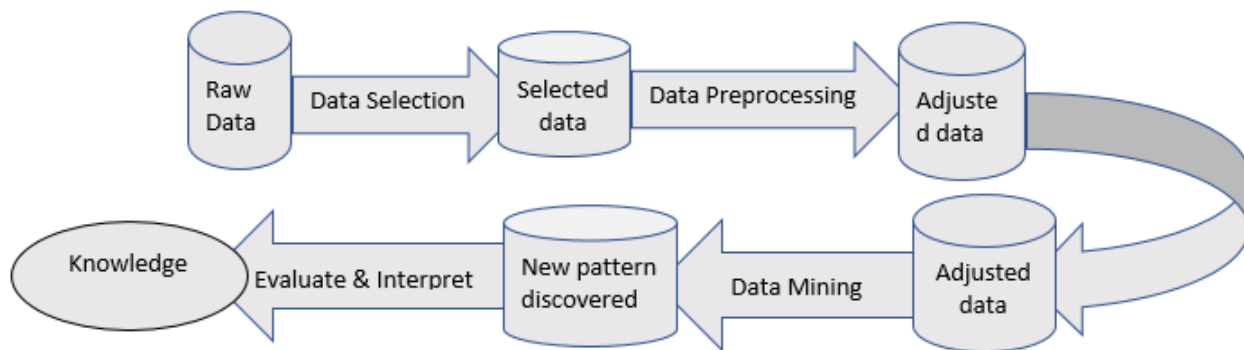 Raw
Data
Data Selection
Selected
data
Data Preprocessing
Adjuste
d data
Adjusted
data
Data Mining
New pattern
discovered
Evaluate & Interpret
Knowledge